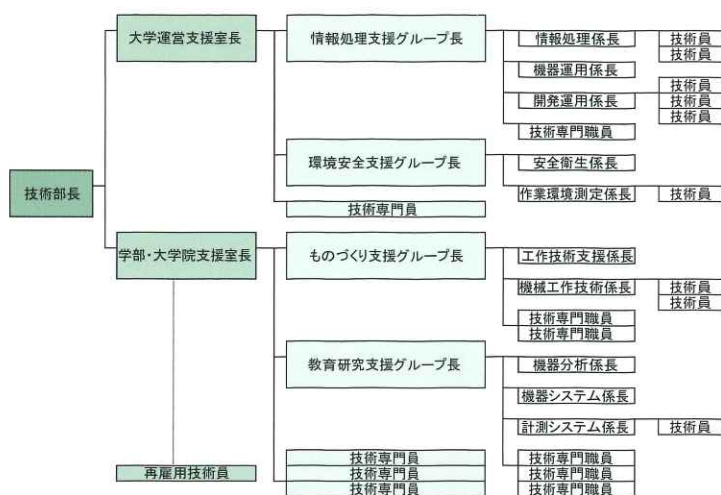 大学運営支援室長
情報処理支援グループ長
情報処理係長
技術員
技術員
機器運用係長
開発運用係長
技術員
技術員
技術員
技術専門職員
環境安全支援グループ長
安全衛生係長
作業環境測定係長
技術員
技術専門員
技術部長
学部・大学院支援室長
ものづくり支援グループ長
工作技術支援係長
機械工作技術係長
技術員
技術員
技術専門職員
技術専門職員
教育研究支援グループ長
機器分析係長
機器システム係長
計測システム係長
技術員
再雇用技術員
技術専門員
技術専門員
技術専門員
技術専門職員
技術専門職員
技術専門職員